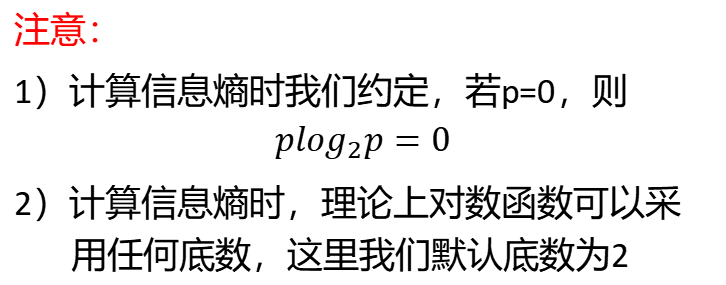 注意：
1）计算信息熵时我们约定，若p=0，则
plog₂p = 0
2）计算信息熵时，理论上对数函数可以采
用任何底数，这里我们默认底数为2